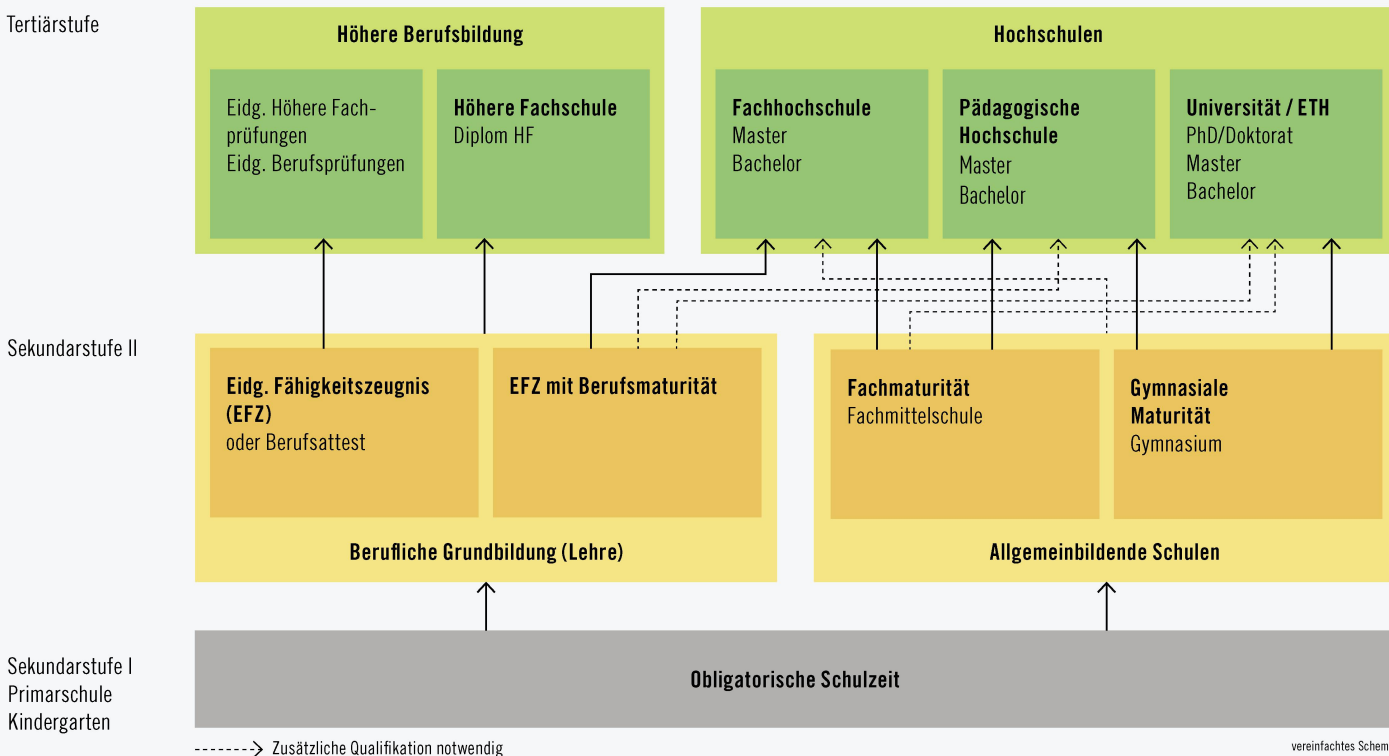 Tertiärstufe
Höhere Berufsbildung
Hochschulen
Eidg. Höhere Fach-
prüfungen
Eidg. Berufsprüfungen
Höhere Fachschule
Diplom HF
Fachhochschule
Master
Bachelor
Pädagogische
Hochschule
Master
Bachelor
Universität / ETH
PhD/Doktorat
Master
Bachelor
Sekundarstufe II
Eidg. Fähigkeitszeugnis
(EFZ)
oder Berufsattest
EFZ mit Berufsmaturität
Fachmaturität
Fachmittelschule
Gymnasiale
Maturität
Gymnasium
Berufliche Grundbildung (Lehre)
Allgemeinbildende Schulen
Sekundarstufe I
Primarschule
Kindergarten
Obligatorische Schulzeit
Zusätzliche Qualifikation notwendig
vereinfachtes Schem